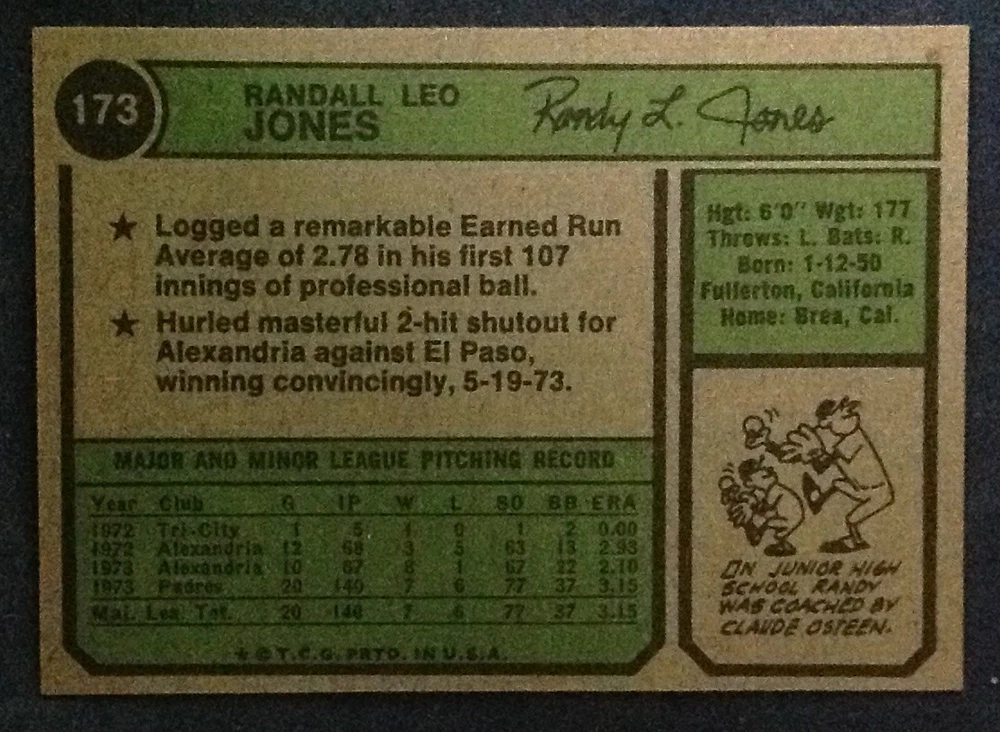 173
RANDALL LEO
JONES
Randy L. Jones
★ Logged a remarkable Earned Run
Average of 2.78 in his first 107
innings of professional ball.
★ Hurled masterful 2-hit shutout for
Alexandria against El Paso,
winning convincingly, 5-19-73.
Hgt: 6'0" Wgt: 177
Throws: L. Bats: R.
Born: 1-12-50
Fullerton, California
Home: Brea, Cal.
MAJOR AND MINOR LEAGUE PITCHING RECORD
Year Club G IP W L SO BB ERA
1972 Tri-City 1 5 1 0 1 2 0.00
1972 Alexandria 12 68 3 5 63 13 2.93
1973 Alexandria 10 67 8 1 67 22 2.10
1973 Padres 20 140 7 6 77 37 3.15
Maj. Lea. Tot. 20 140 7 6 77 37 3.15
★ © T.C.G. PRTD. IN U.S.A.
IN JUNIOR HIGH
SCHOOL RANDY
WAS COACHED BY
CLAUDE OSTEEN.